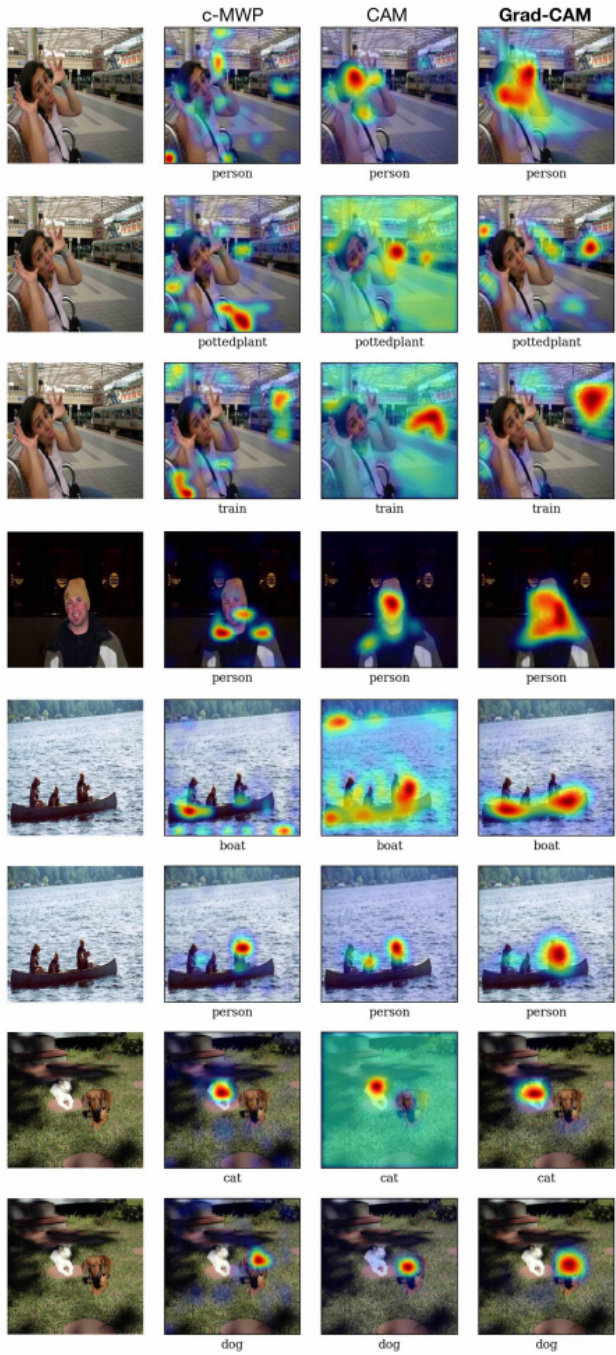 c-MWP CAM Grad-CAM
person person person
pottedplant pottedplant pottedplant
train train train
person person person
boat boat boat
person person person
cat cat cat
dog dog dog